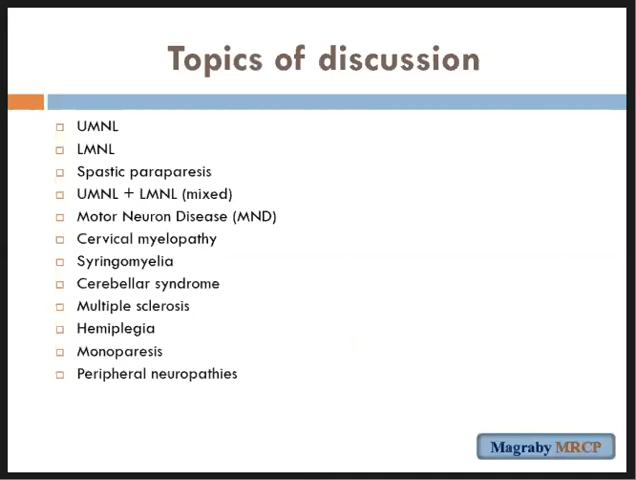 Topics of discussion
UMNL
LMNL
Spastic paraparesis
UMNL + LMNL (mixed)
Motor Neuron Disease (MND)
Cervical myelopathy
Syringomyelia
Cerebellar syndrome
Multiple sclerosis
Hemiplegia
Monoparesis
Peripheral neuropathies
Magraby MRCP